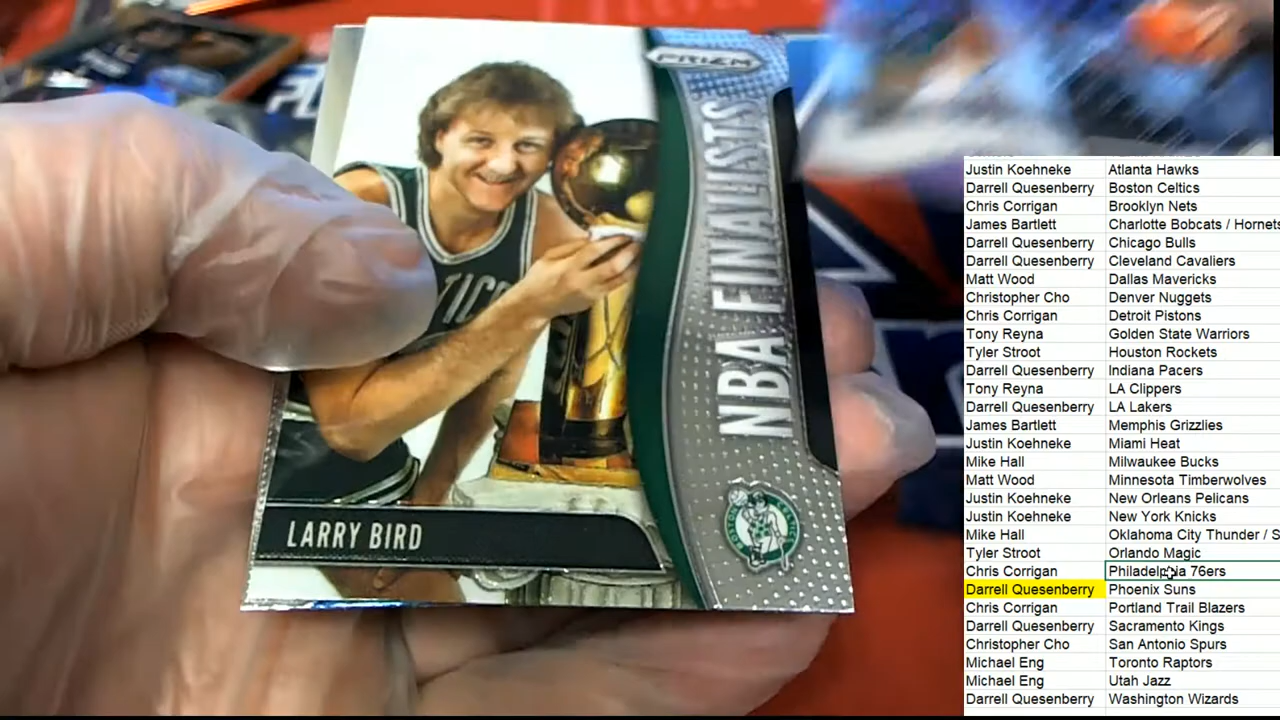 PRIZM
NBA FINALISTS
TICS
BOSTON CELTICS
LARRY BIRD
Justin Koehneke Atlanta Hawks
Darrell Quesenberry Boston Celtics
Chris Corrigan Brooklyn Nets
James Bartlett Charlotte Bobcats / Hornets
Darrell Quesenberry Chicago Bulls
Darrell Quesenberry Cleveland Cavaliers
Matt Wood Dallas Mavericks
Christopher Cho Denver Nuggets
Chris Corrigan Detroit Pistons
Tony Reyna Golden State Warriors
Tyler Stroot Houston Rockets
Darrell Quesenberry Indiana Pacers
Tony Reyna LA Clippers
Darrell Quesenberry LA Lakers
James Bartlett Memphis Grizzlies
Justin Koehneke Miami Heat
Mike Hall Milwaukee Bucks
Matt Wood Minnesota Timberwolves
Justin Koehneke New Orleans Pelicans
Justin Koehneke New York Knicks
Mike Hall Oklahoma City Thunder / S
Tyler Stroot Orlando Magic
Chris Corrigan Philadelphia 76ers
Darrell Quesenberry Phoenix Suns
Chris Corrigan Portland Trail Blazers
Darrell Quesenberry Sacramento Kings
Christopher Cho San Antonio Spurs
Michael Eng Toronto Raptors
Michael Eng Utah Jazz
Darrell Quesenberry Washington Wizards